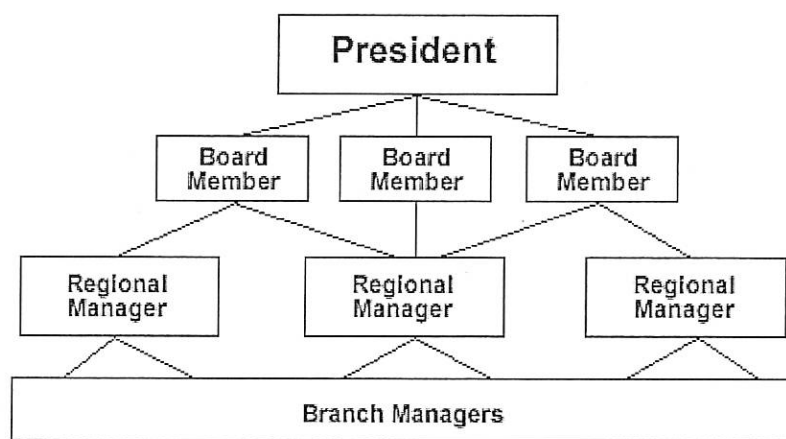 President
Board
Member
Board
Member
Board
Member
Regional
Manager
Regional
Manager
Regional
Manager
Branch Managers